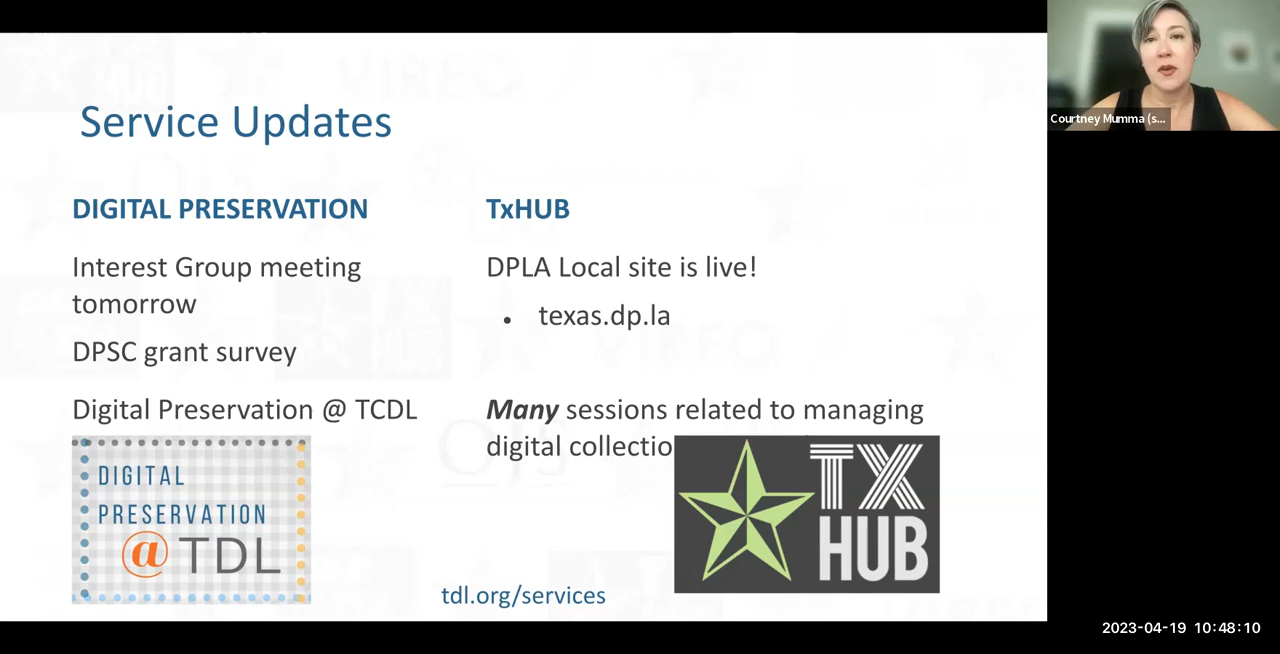 Service Updates
DIGITAL PRESERVATION
Interest Group meeting
tomorrow
DPSC grant survey
Digital Preservation @ TCDL
DIGITAL
PRESERVATION
@TDL
TxHUB
DPLA Local site is live!
• texas.dp.la
Many sessions related to managing
digital
TX
HUB
tdl.org/services
Courtney Mumma (s...
2023-04-19 10:48:10